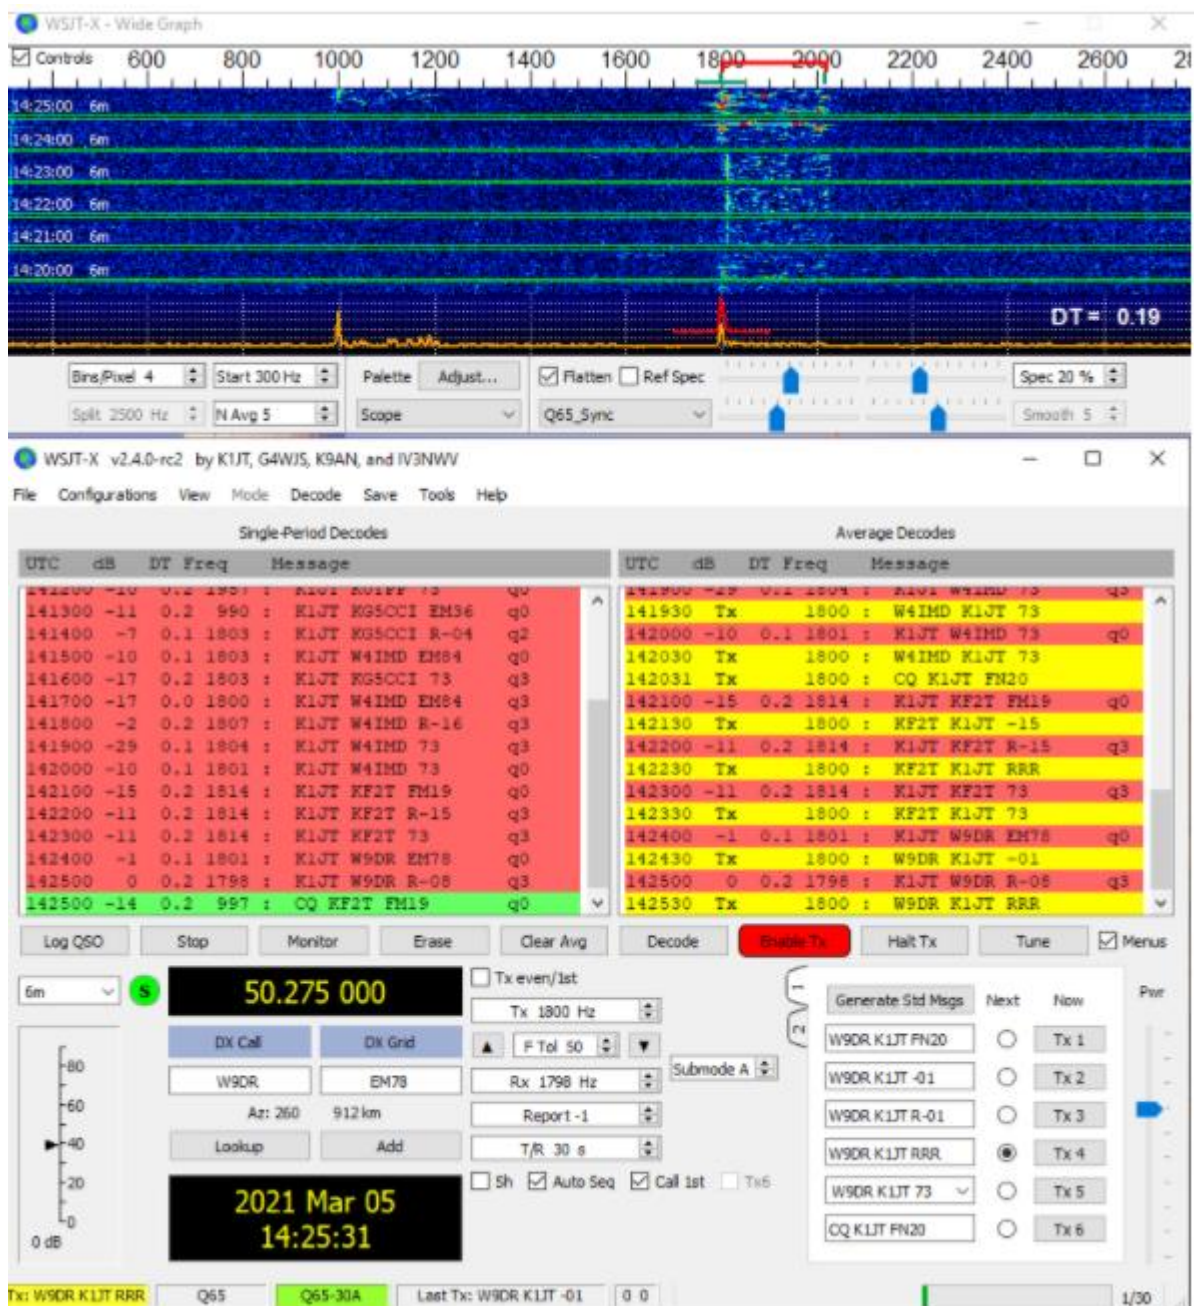 WSJT-X - Wide Graph
Controls 600 800 1000 1200 1400 1600 1800 2000 2200 2400 2600
14:25:00 6m
14:24:00 6m
14:23:00 6m
14:22:00 6m
14:21:00 6m
14:20:00 6m
DT = 0.19
Bins/Pixel 4 Start 300 Hz Palette Adjust... Flatten Ref Spec Spec 20 %
Split 2500 Hz N Avg 5 Scope Q65_Sync Smooth 5
WSJT-X v2.4.0-rc2 by K1JT, G4WJS, K9AN, and IV3NWV
File Configurations View Mode Decode Save Tools Help
Single-Period Decodes
UTC dB DT Freq Message
141300 -11 0.2 990 : K1JT KG5CCI EM36 q0
141400 -7 0.1 1803 : K1JT KG5CCI R-04 q2
141500 -10 0.1 1803 : K1JT W4IMD EM84 q0
141600 -17 0.2 1803 : K1JT KG5CCI 73 q3
141700 -17 0.0 1800 : K1JT W4IMD EM84 q3
141800 -2 0.2 1807 : K1JT W4IMD R-16 q3
141900 -29 0.1 1804 : K1JT W4IMD 73 q3
142000 -10 0.1 1801 : K1JT W4IMD 73 q0
142100 -15 0.2 1814 : K1JT KF2T FM19 q0
142200 -11 0.2 1814 : K1JT KF2T R-15 q3
142300 -11 0.2 1814 : K1JT KF2T 73 q3
142400 -1 0.1 1801 : K1JT W9DR EM78 q0
142500 0 0.2 1798 : K1JT W9DR R-08 q3
142500 -14 0.2 997 : CQ KF2T FM19 q0
Average Decodes
UTC dB DT Freq Message
141900 -29 0.1 1804 : K1JT W4IMD 73 q3
141930 Tx 1800 : W4IMD K1JT 73
142000 -10 0.1 1801 : K1JT W4IMD 73 q0
142030 Tx 1800 : W4IMD K1JT 73
142031 Tx 1800 : CQ K1JT FN20
142100 -15 0.2 1814 : K1JT KF2T FM19 q0
142130 Tx 1800 : KF2T K1JT -15
142200 -11 0.2 1814 : K1JT KF2T R-15 q3
142230 Tx 1800 : KF2T K1JT RRR
142300 -11 0.2 1814 : K1JT KF2T 73 q3
142330 Tx 1800 : KF2T K1JT 73
142400 -1 0.1 1801 : K1JT W9DR EM78 q0
142430 Tx 1800 : W9DR K1JT -01
142500 0 0.2 1798 : K1JT W9DR R-08 q3
142530 Tx 1800 : W9DR K1JT RRR
Log QSO Stop Monitor Erase Clear Avg Decode Enable Tx Halt Tx Tune Menus
6m S 50.275 000
DX Call DX Grid
W9DR EM78
Az: 260 912 km
Lookup Add
2021 Mar 05
14:25:31
-80
-60
-40
-20
-0
0 dB
Tx even/1st
Tx 1800 Hz
F Tol 50
Submode A
Rx 1798 Hz
Report -1
T/R 30 s
Sh Auto Seq Call 1st Tx6
1
2
Generate Std Msgs Next Now Pwr
W9DR K1JT FN20 Tx 1
W9DR K1JT -01 Tx 2
W9DR K1JT R-01 Tx 3
W9DR K1JT RRR Tx 4
W9DR K1JT 73 Tx 5
CQ K1JT FN20 Tx 6
Tx: W9DR K1JT RRR Q65 Q65-30A Last Tx: W9DR K1JT -01 0 0 1/30